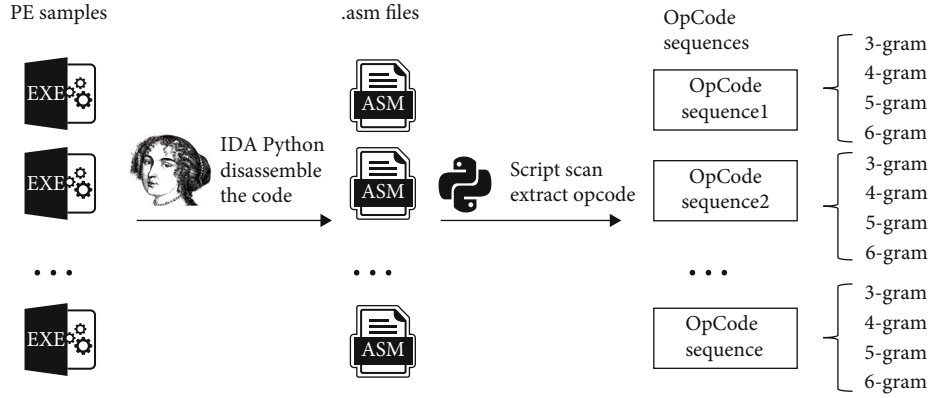 PE samples
.asm files
OpCode
sequences
EXE
EXE
...
EXE
IDA Python
disassemble
the code
ASM
ASM
...
ASM
Script scan
extract opcode
OpCode
sequence1
OpCode
sequence2
...
OpCode
sequence
3-gram
4-gram
5-gram
6-gram
3-gram
4-gram
5-gram
6-gram
3-gram
4-gram
5-gram
6-gram